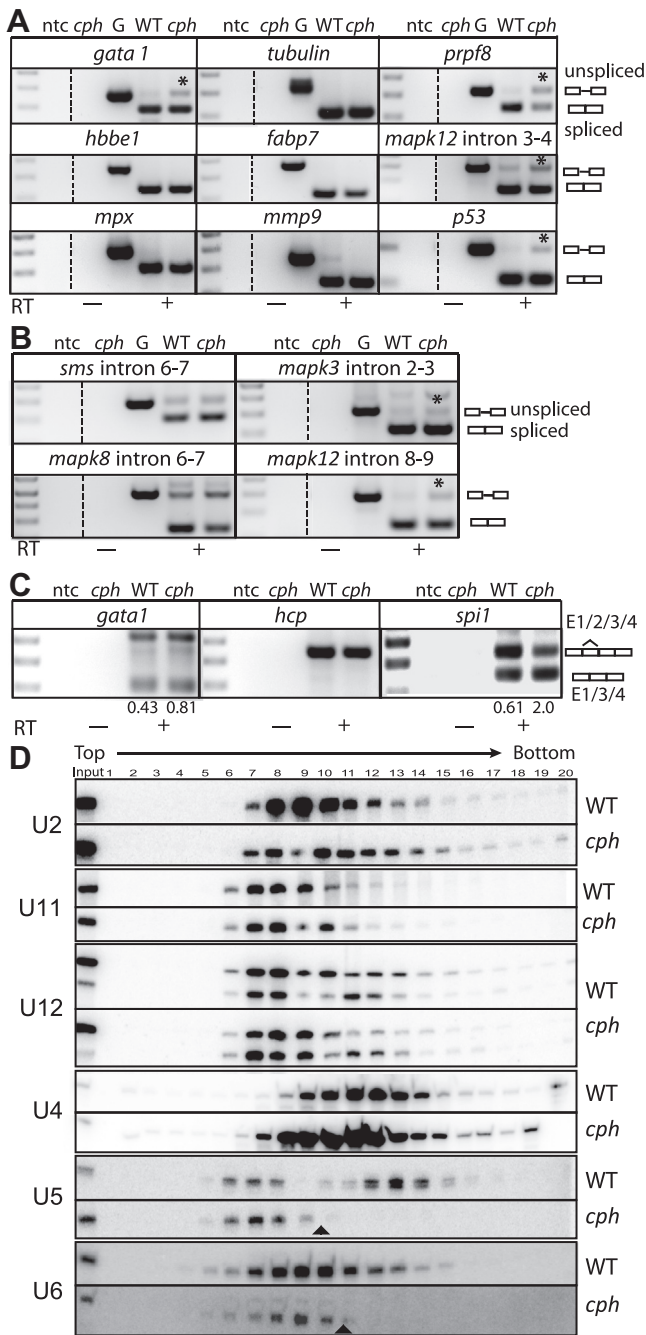 A
ntc cph G WT cph ntc cph G WT cph ntc cph G WT cph
gata 1 tubulin prpf8
* * unspliced
spliced
hbbe1 fabp7 mapk12 intron 3-4
*
mpx mmp9 p53
*
RT — + — + — +
B
ntc cph G WT cph ntc cph G WT cph
sms intron 6-7 mapk3 intron 2-3
* unspliced
spliced
mapk8 intron 6-7 mapk12 intron 8-9
*
RT — + — +
C
ntc cph WT cph ntc cph WT cph ntc cph WT cph
gata1 hcp spi1
E1/2/3/4
E1/3/4
0.43 0.81 0.61 2.0
RT — + — + — +
D
Top Bottom
Input 1 2 3 4 5 6 7 8 9 10 11 12 13 14 15 16 17 18 19 20
U2 WT
cph
U11 WT
cph
U12 WT
cph
U4 WT
cph
U5 WT
cph
U6 WT
cph